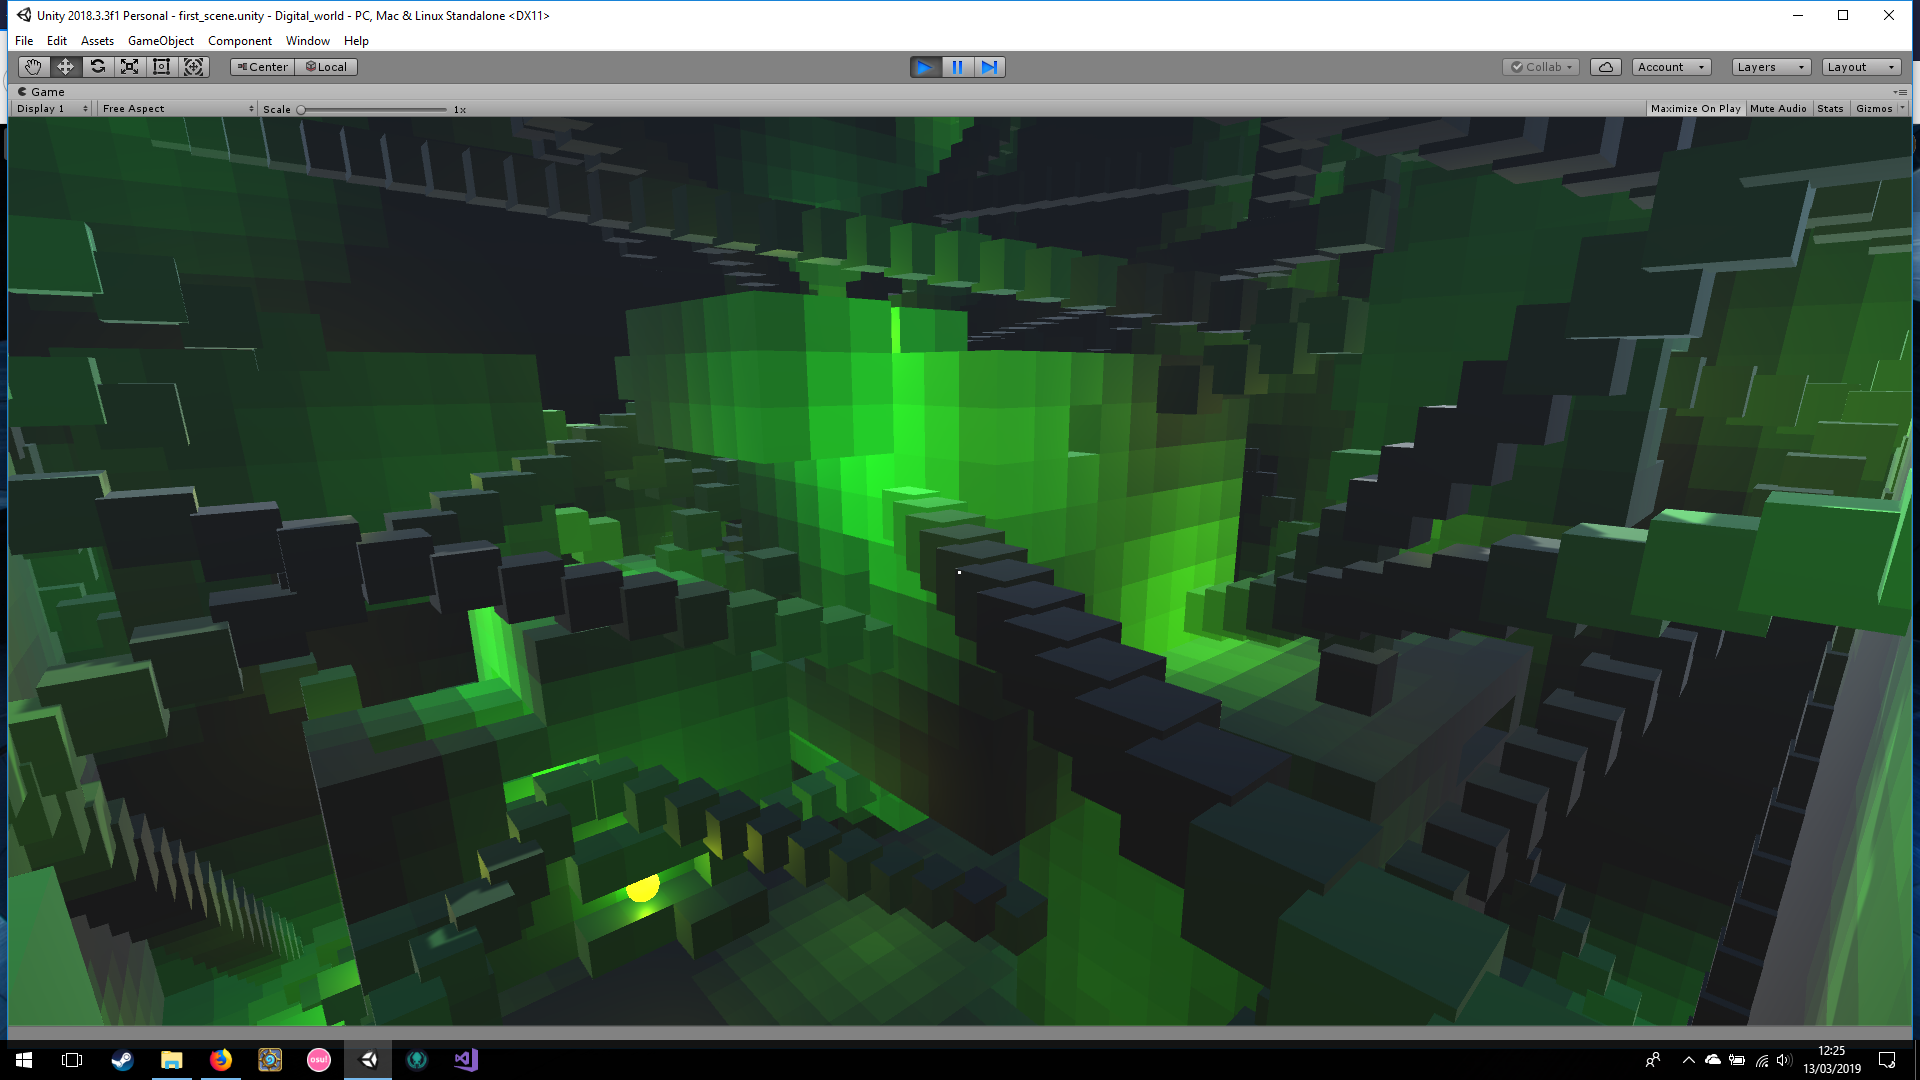 Unity 2018.3.3f1 Personal - first_scene.unity - Digital_world - PC, Mac & Linux Standalone <DX11>
File Edit Assets GameObject Component Window Help
Center Local Collab Account Layers Layout
Game
Display 1 Free Aspect Scale 1x Maximize On Play Mute Audio Stats Gizmos
osu!
12:25
13/03/2019